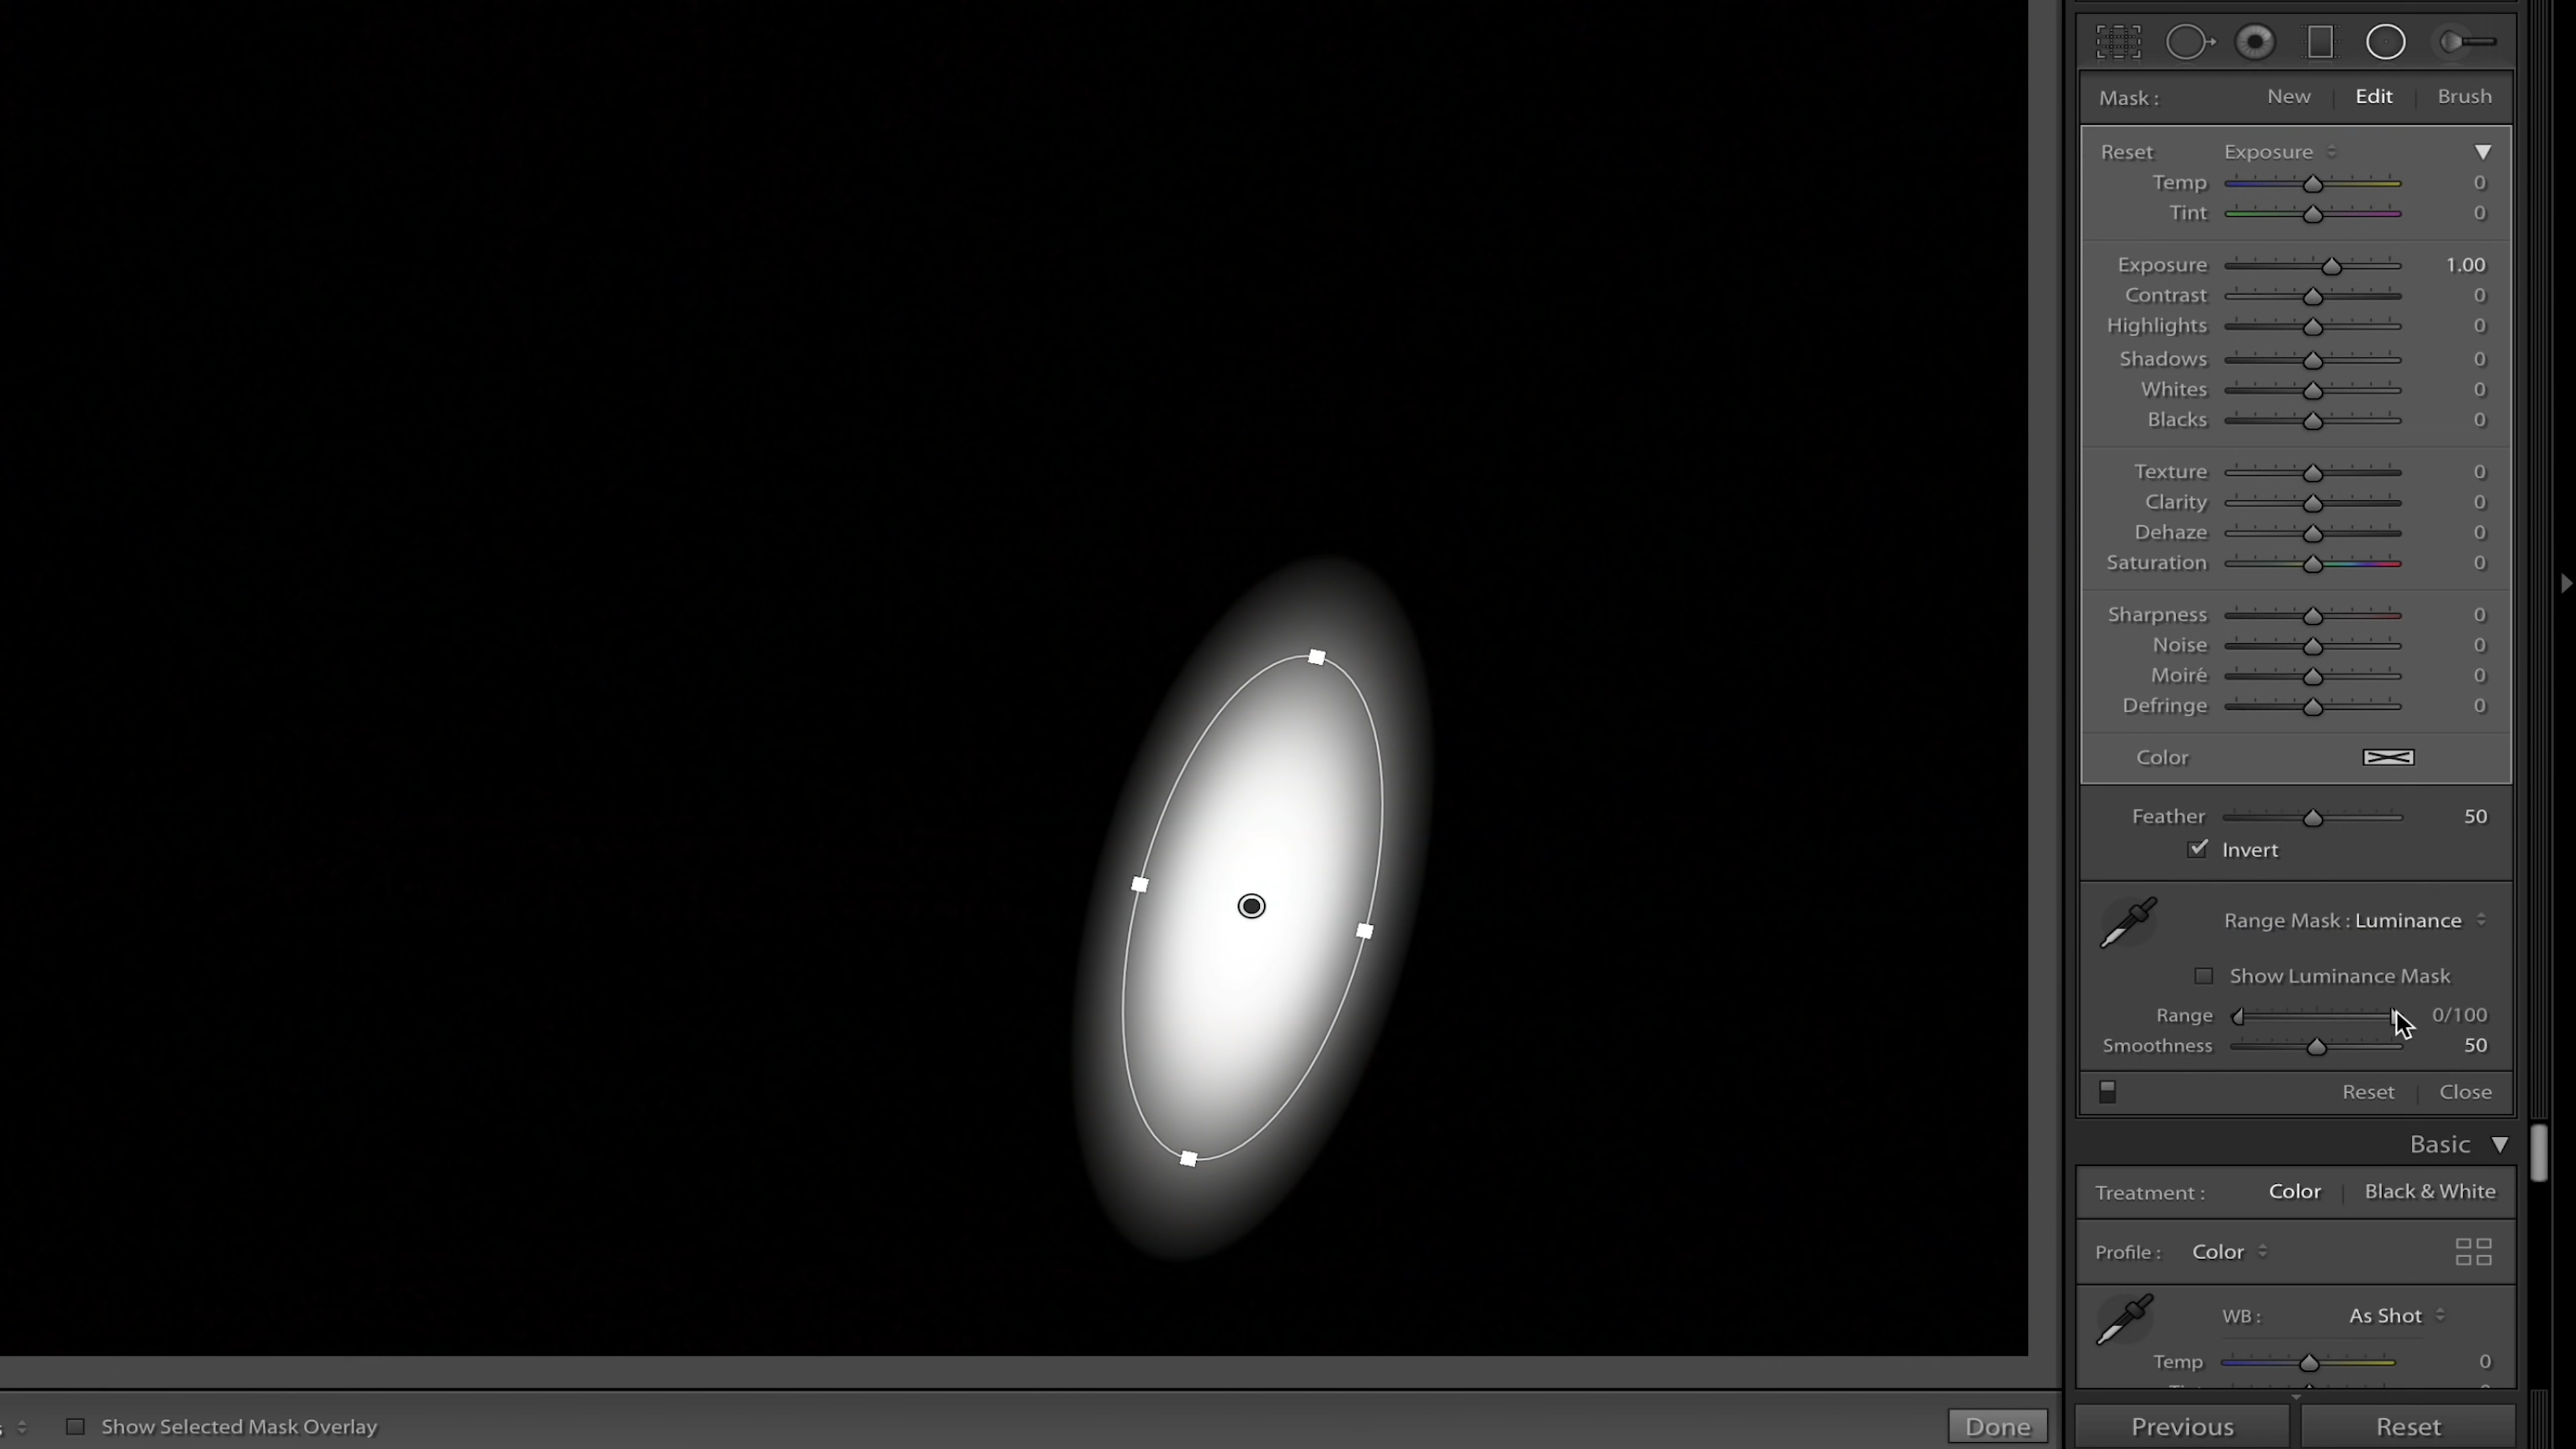 Mask : New | Edit | Brush
Reset Exposure
Temp 0
Tint 0
Exposure 1.00
Contrast 0
Highlights 0
Shadows 0
Whites 0
Blacks 0
Texture 0
Clarity 0
Dehaze 0
Saturation 0
Sharpness 0
Noise 0
Moiré 0
Defringe 0
Color
Feather 50
Invert
Range Mask : Luminance
Show Luminance Mask
Range 0/100
Smoothness 50
Reset | Close
Basic
Treatment : Color | Black & White
Profile : Color
WB : As Shot
Temp 0
Show Selected Mask Overlay Done
Previous Reset